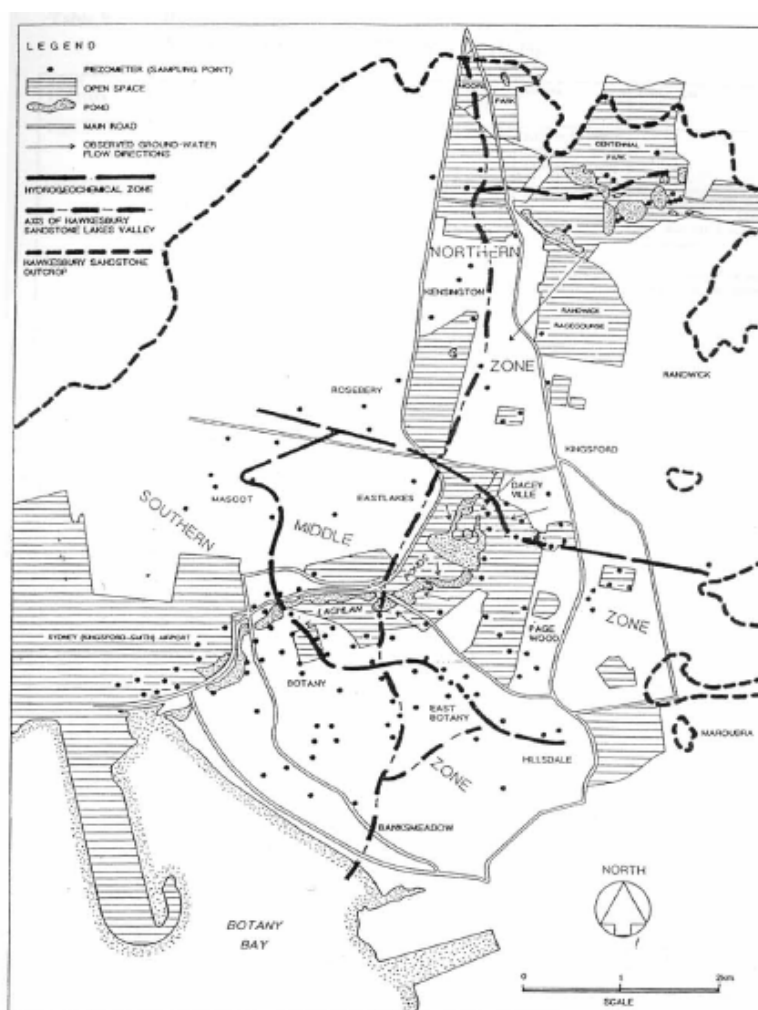 LEGEND
PIEZOMETER (SAMPLING POINT)
OPEN SPACE
POND
MAIN ROAD
OBSERVED GROUND-WATER
FLOW DIRECTIONS
HYDROGEOCHEMICAL ZONE
AXIS OF HAWKESBURY
SANDSTONE LAKES VALLEY
HAWKESBURY SANDSTONE
OUTCROP
MOORE
PARK
CENTENNIAL
PARK
NORTHERN
KENSINGTON
RANDWICK
RACECOURSE
ZONE
RANDWICK
ROSEBERY
KINGSFORD
DACEY
VILLE
MASCOT
EASTLAKES
SOUTHERN
MIDDLE
PONDS
LACHLAN
ZONE
PAGE
WOOD
SYDNEY (KINGSFORD-SMITH) AIRPORT
BOTANY
EAST
BOTANY
HILLSDALE
MAROUBRA
ZONE
BANKSMEADOW
BOTANY
BAY
NORTH
0 1 2km
SCALE